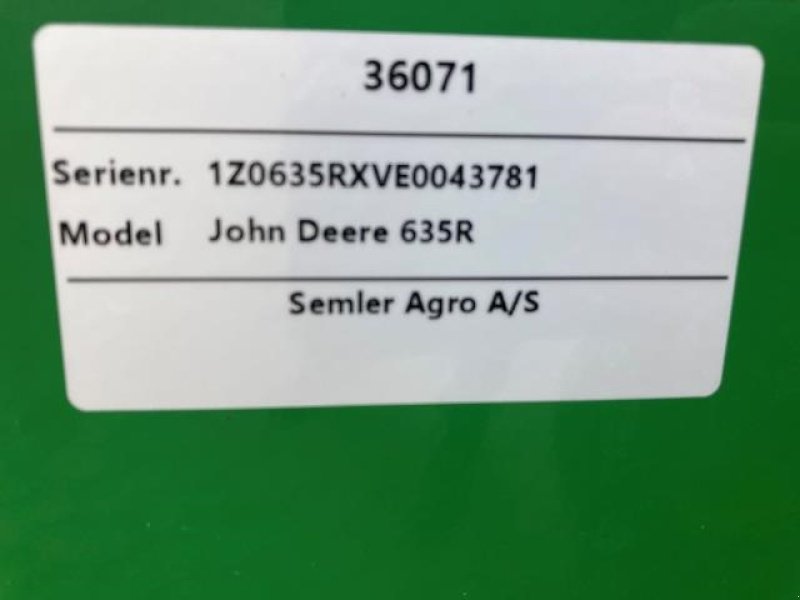 36071
Serienr. 1Z0635RXVE0043781
Model John Deere 635R
Semler Agro A/S